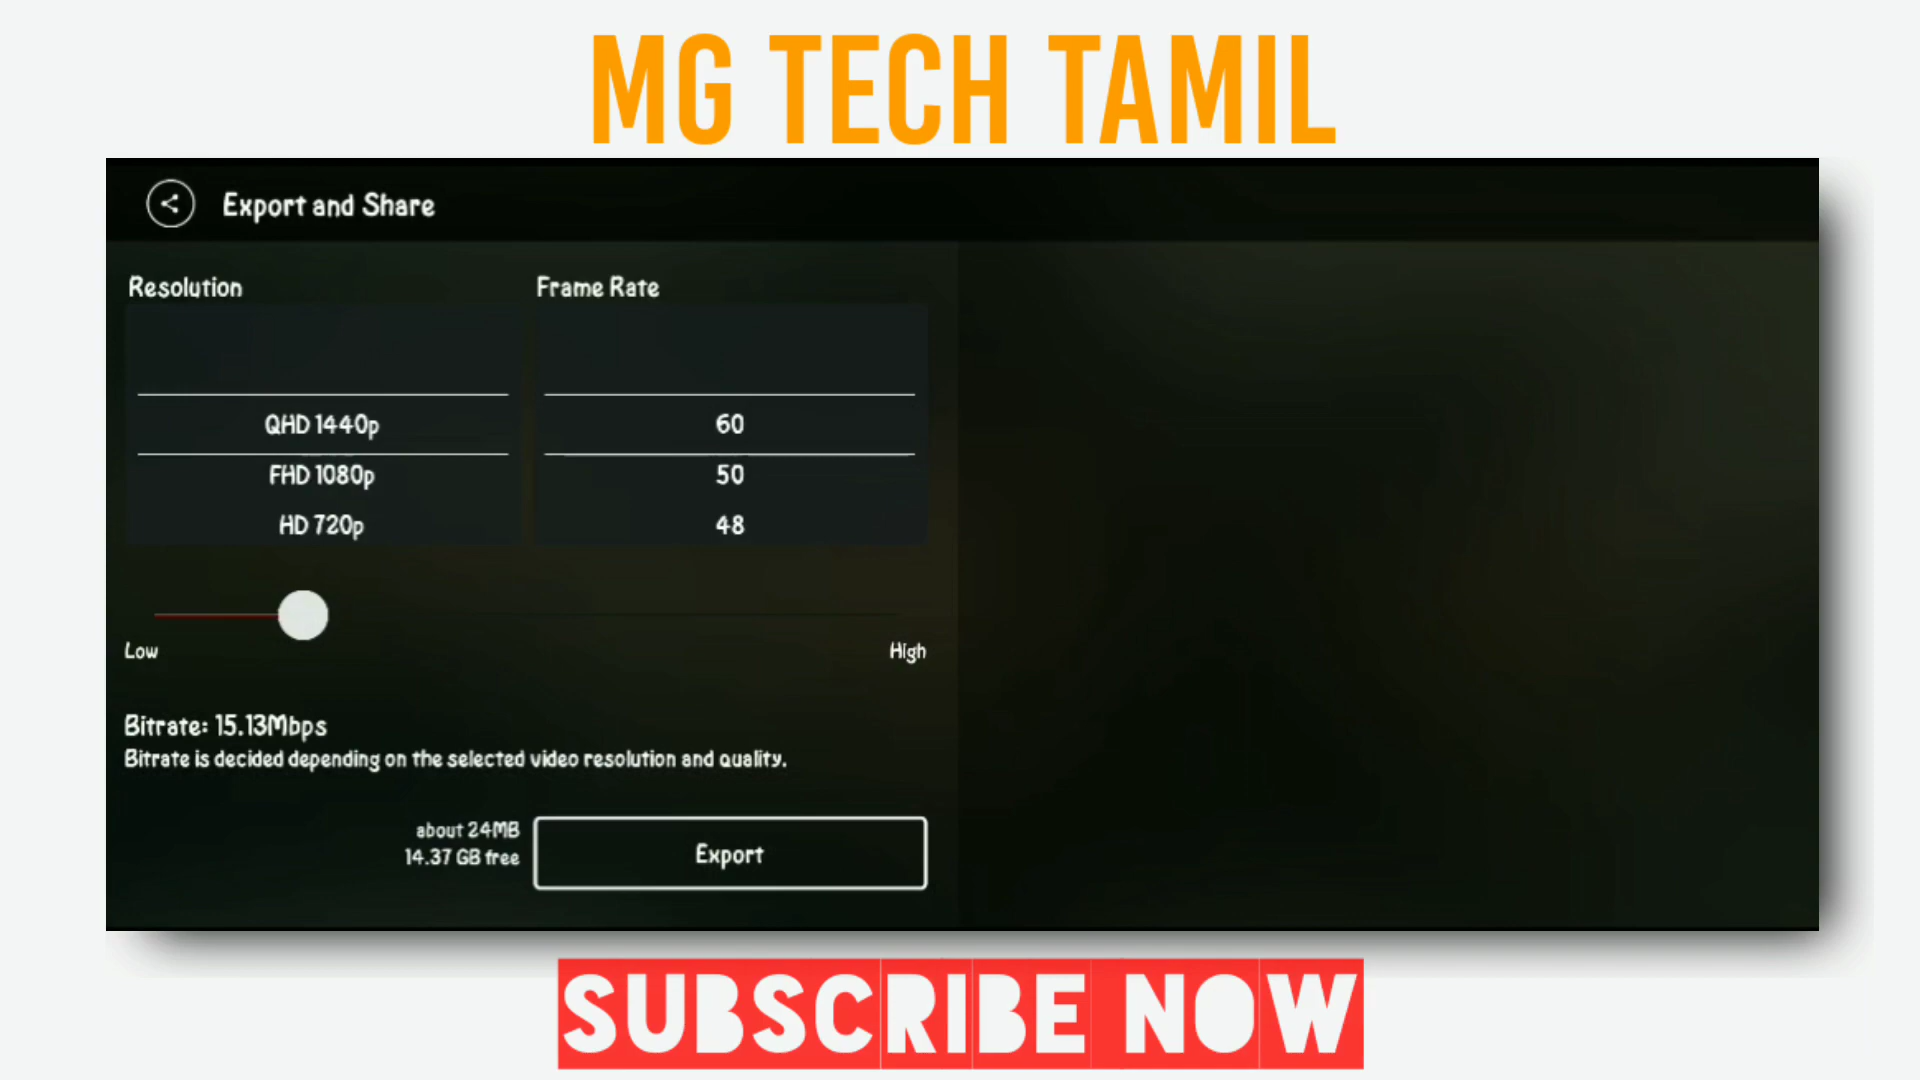 MG TECH TAMIL
Export and Share
Resolution
Frame Rate
QHD 1440p
60
FHD 1080p
50
HD 720p
48
Low
High
Bitrate: 15.13Mbps
Bitrate is decided depending on the selected video resolution and quality.
about 24MB
14.37 GB free
Export
SUBSCRIBE NOW